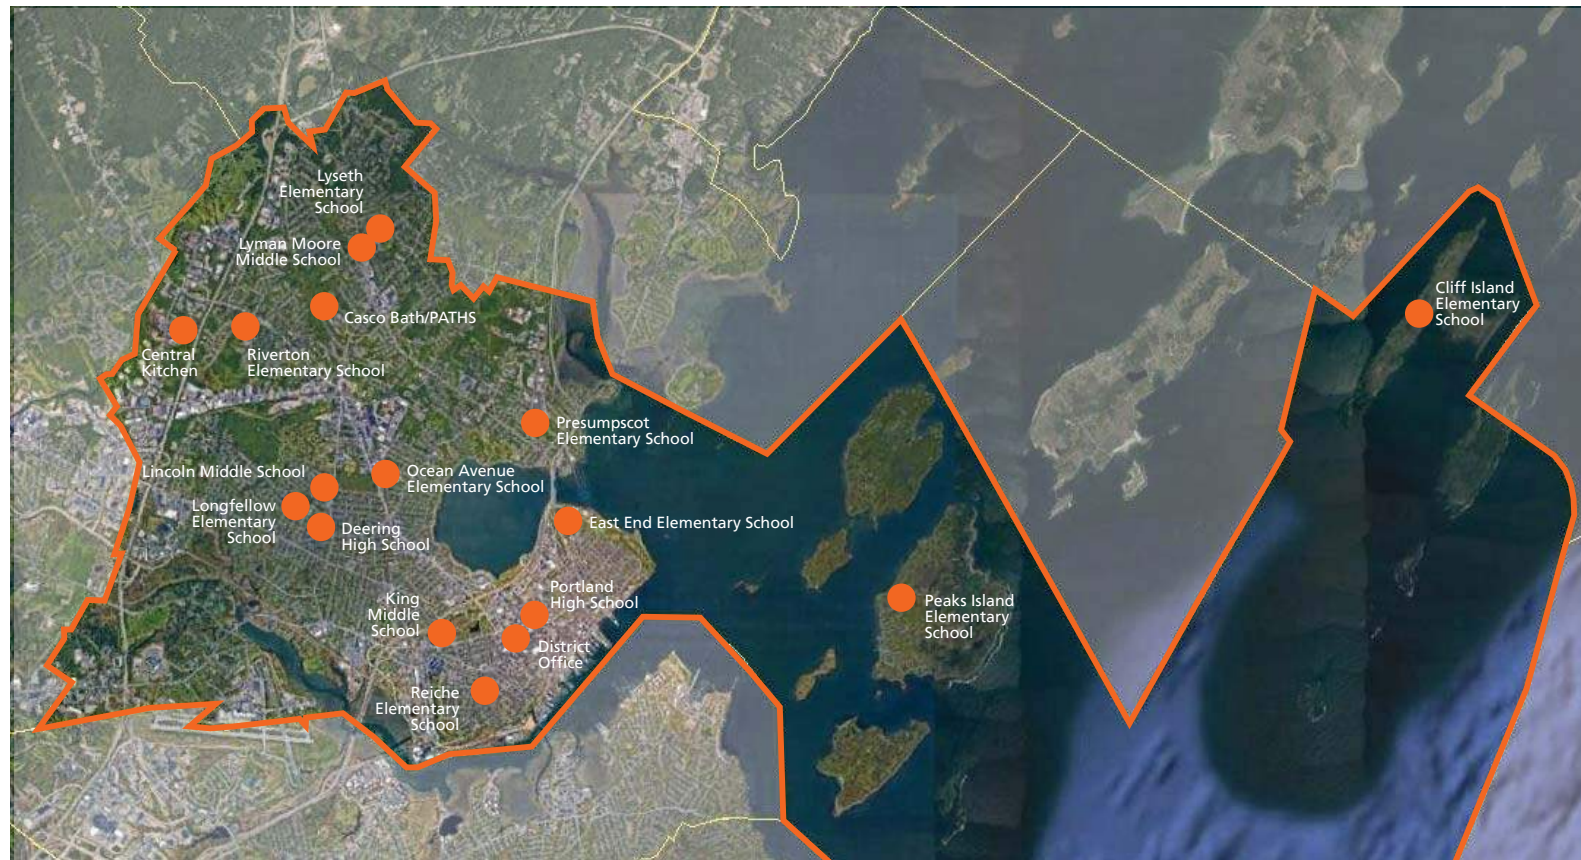 Lyseth
Elementary
School
Lyman Moore
Middle School
Casco Bath/PATHS
Central
Kitchen
Riverton
Elementary School
Cliff Island
Elementary
School
Presumpscot
Elementary School
Lincoln Middle School
Ocean Avenue
Elementary School
Longfellow
Elementary
School
Deering
High School
East End Elementary School
King
Middle
School
Portland
High School
District
Office
Peaks Island
Elementary
School
Reiche
Elementary
School